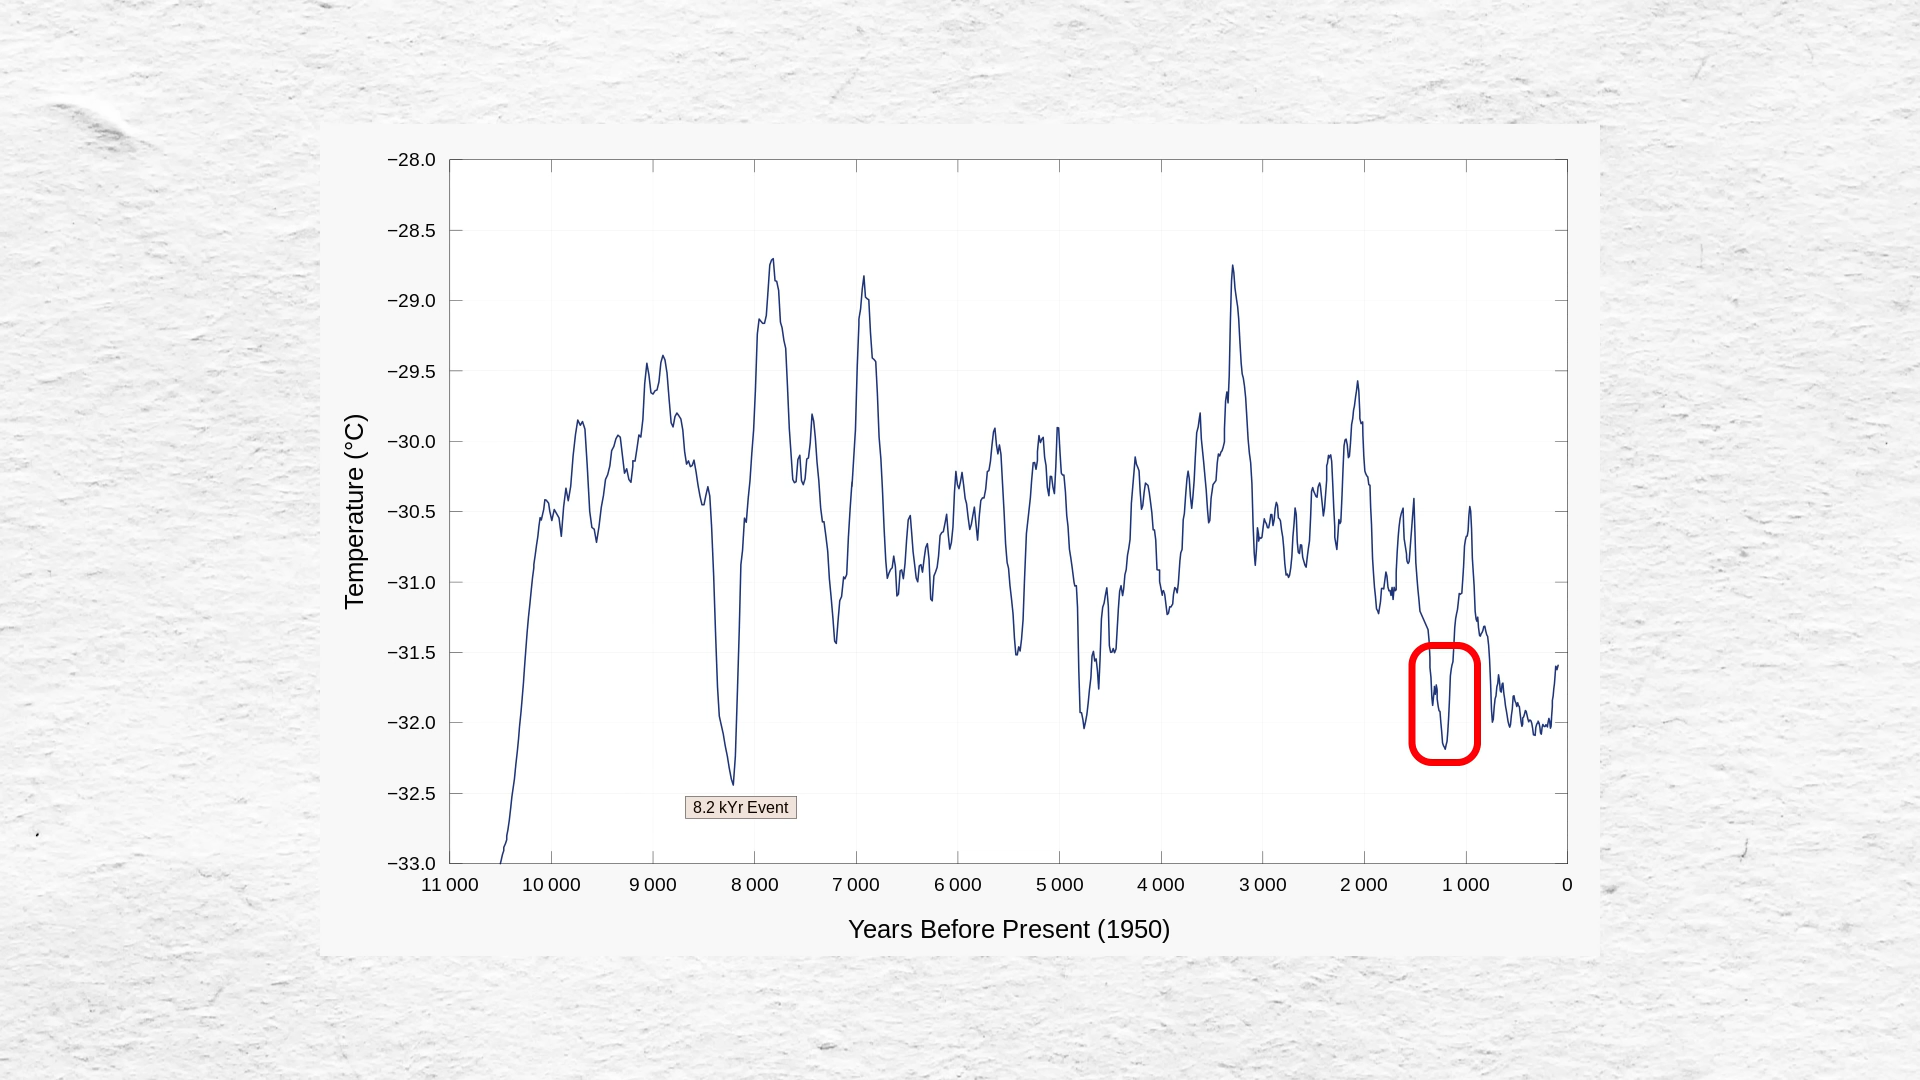 −28.0
−28.5
−29.0
−29.5
−30.0
−30.5
−31.0
−31.5
−32.0
−32.5
−33.0
Temperature (°C)
8.2 kYr Event
11 000 10 000 9 000 8 000 7 000 6 000 5 000 4 000 3 000 2 000 1 000 0
Years Before Present (1950)